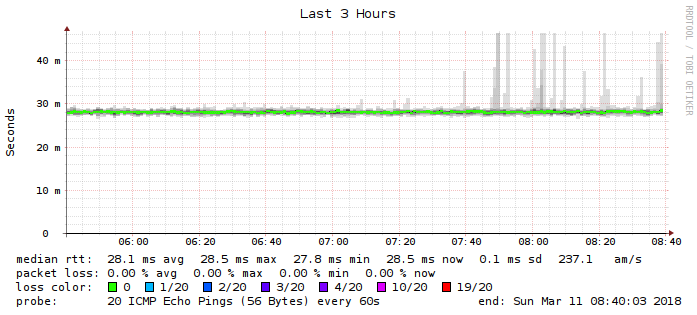 Last 3 Hours
RRDTOOL / TOBI OETIKER
Seconds
40 m
30 m
20 m
10 m
0
06:00 06:20 06:40 07:00 07:20 07:40 08:00 08:20 08:40
median rtt: 28.1 ms avg 28.5 ms max 27.8 ms min 28.5 ms now 0.1 ms sd 237.1 am/s
packet loss: 0.00 % avg 0.00 % max 0.00 % min 0.00 % now
loss color: 0 1/20 2/20 3/20 4/20 10/20 19/20
probe: 20 ICMP Echo Pings (56 Bytes) every 60s end: Sun Mar 11 08:40:03 2018